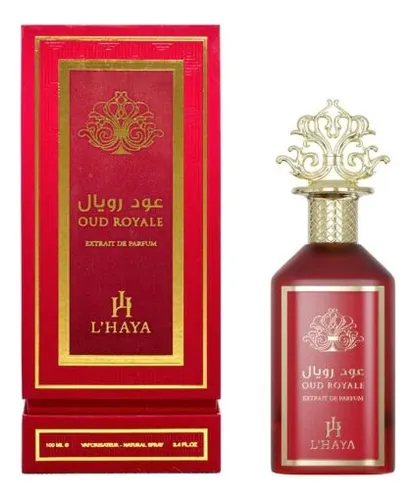 عود رويال
OUD ROYALE
EXTRAIT DE PARFUM
L'HAYA
100 ML ℮ VAPORISATEUR - NATURAL SPRAY 3.4 FL.OZ
عود رويال
OUD ROYALE
EXTRAIT DE PARFUM
L'HAYA